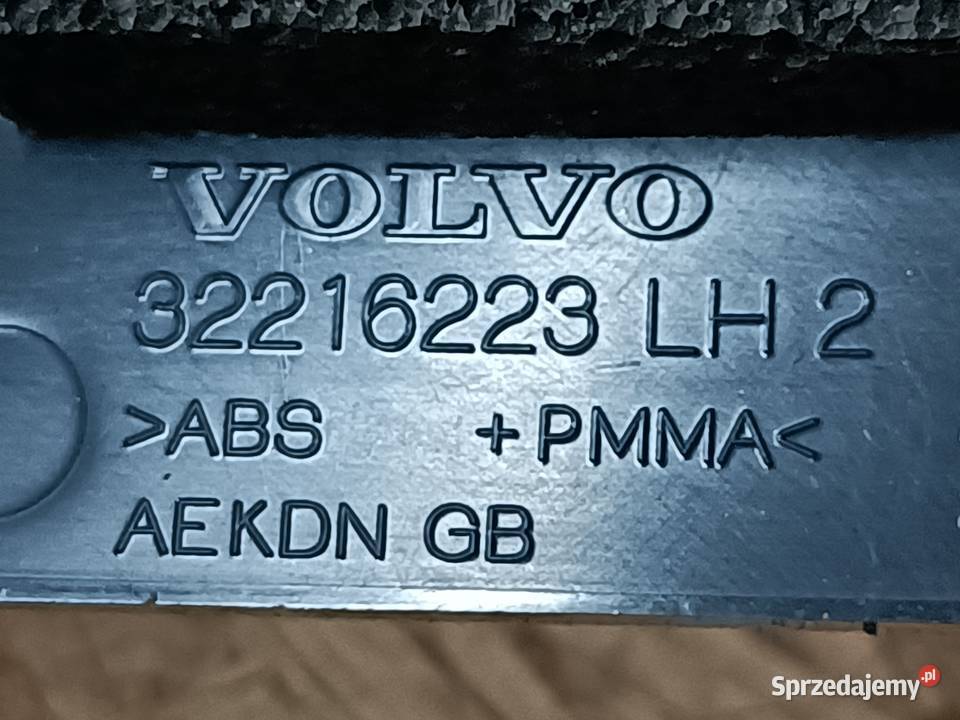 VOLVO
32216223 LH 2
>ABS +PMMA<
AEKDN GB
Sprzedajemy.pl